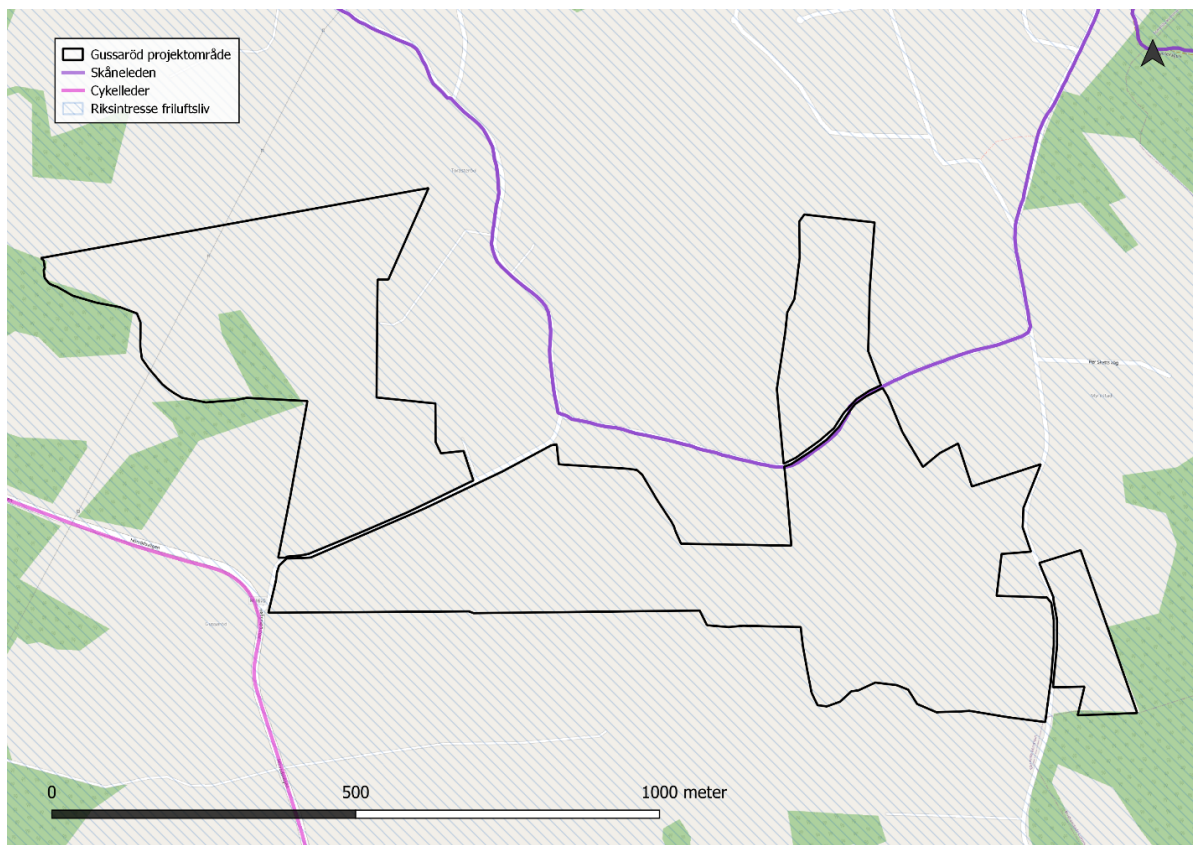 Gussaröd projektområde
Skåneleden
Cykelleder
Riksintresse friluftsliv
0 500 1000 meter